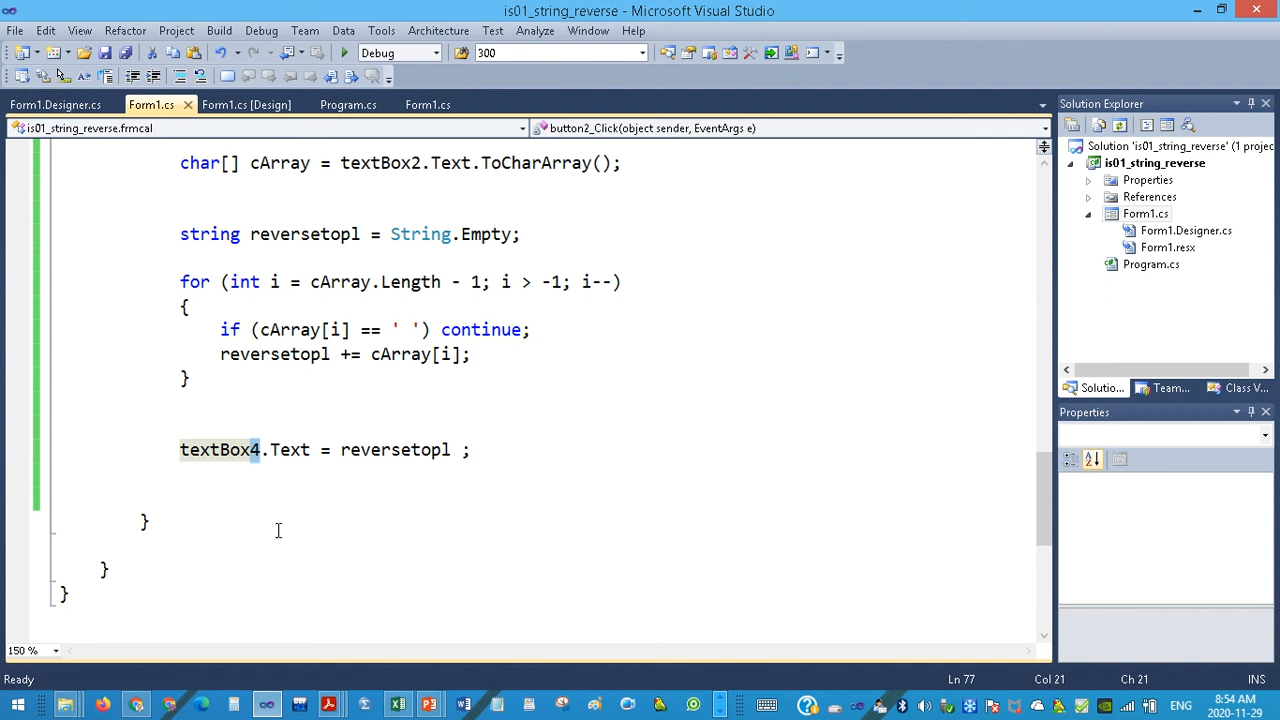 is01_string_reverse - Microsoft Visual Studio
File Edit View Refactor Project Build Debug Team Data Tools Architecture Test Analyze Window Help
Debug 300
Form1.Designer.cs Form1.cs Form1.cs [Design] Program.cs Form1.cs
is01_string_reverse.frmcal button2_Click(object sender, EventArgs e)
char[] cArray = textBox2.Text.ToCharArray();
string reversetopl = String.Empty;
for (int i = cArray.Length - 1; i > -1; i--)
{
if (cArray[i] == ' ') continue;
reversetopl += cArray[i];
}
textBox4.Text = reversetopl ;
}
}
}
150 %
Solution Explorer
Solution 'is01_string_reverse' (1 projec
is01_string_reverse
Properties
References
Form1.cs
Form1.Designer.cs
Form1.resx
Program.cs
Solutio... Team... Class V...
Properties
Ready Ln 77 Col 21 Ch 21 INS
ENG
8:54 AM
2020-11-29